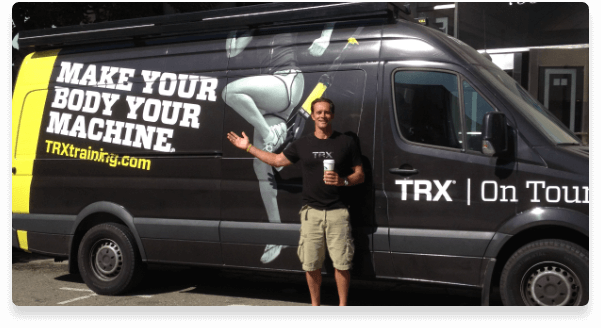 MAKE YOUR
BODY YOUR
MACHINE.
TRXtraining.com
TRX
TRX® | On Tour